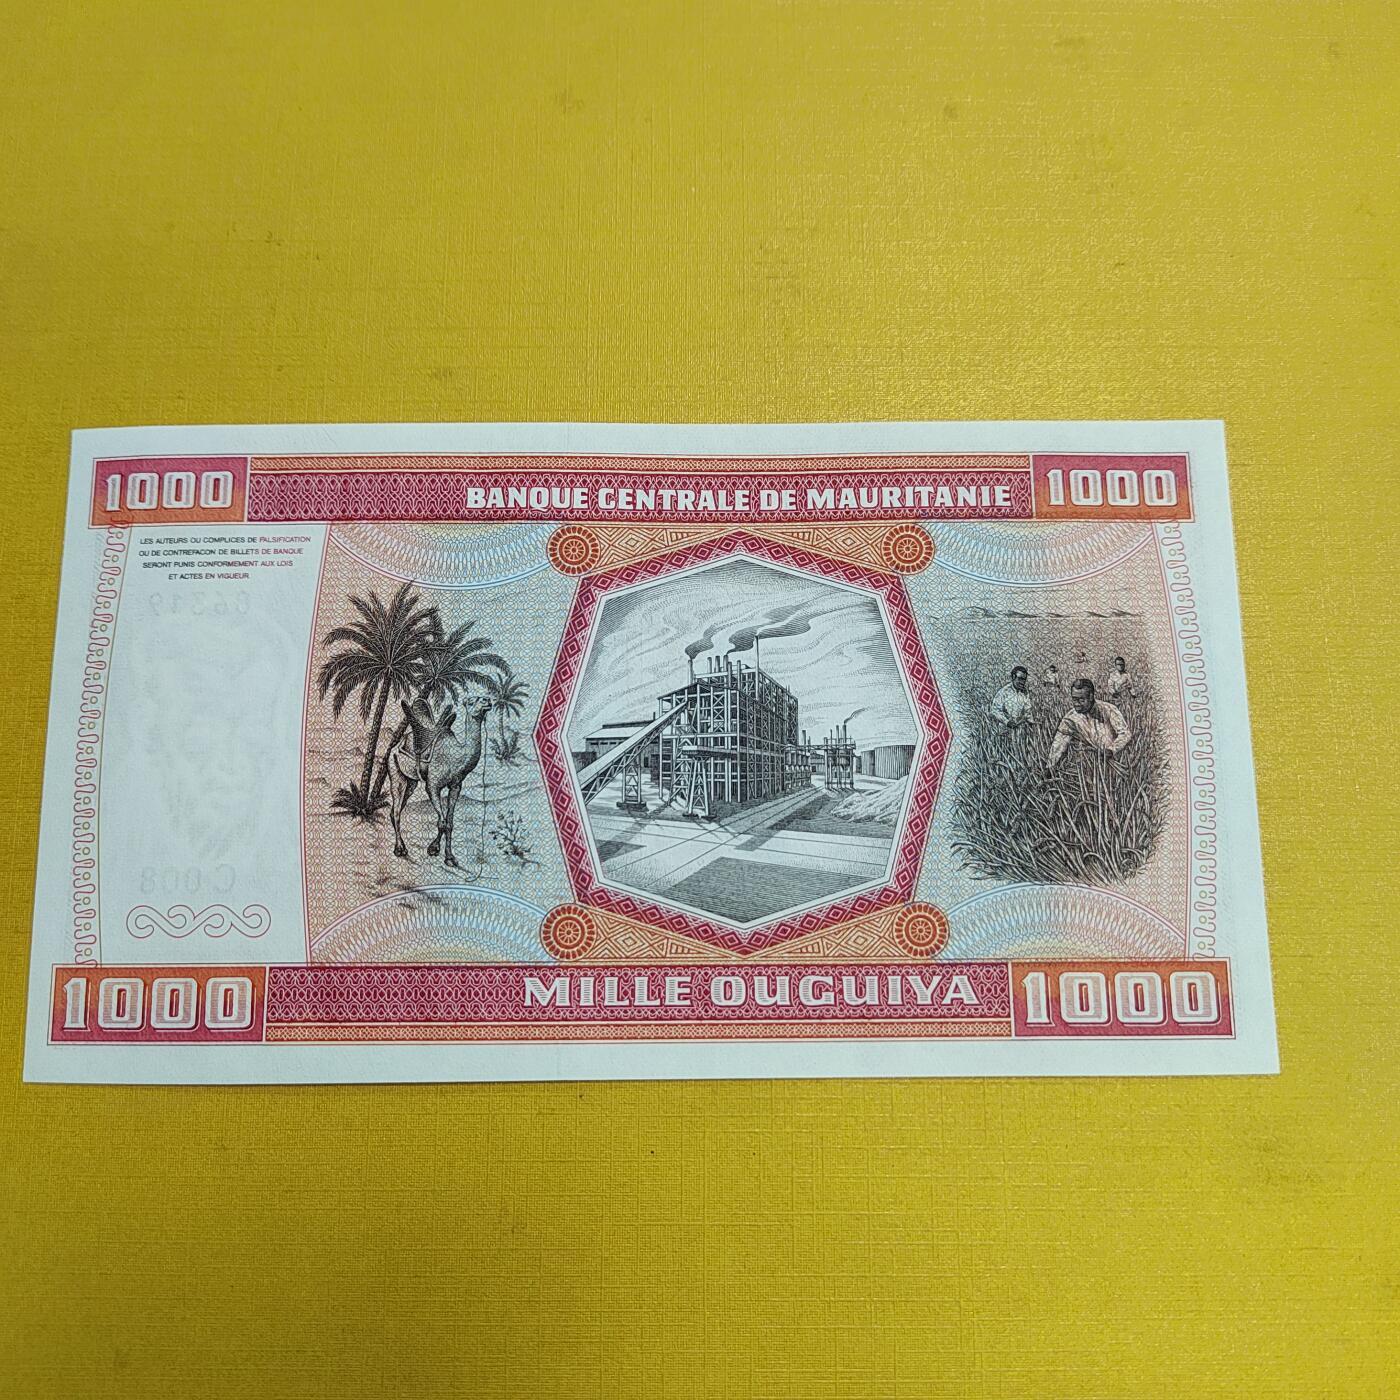 1000 BANQUE CENTRALE DE MAURITANIE 1000
LES AUTEURS OU COMPLICES DE FALSIFICATION
OU DE CONTREFACON DE BILLETS DE BANQUE
SERONT PUNIS CONFORMEMENT AUX LOIS
ET ACTES EN VIGUEUR
C 008
1000 MILLE OUGUIYA 1000